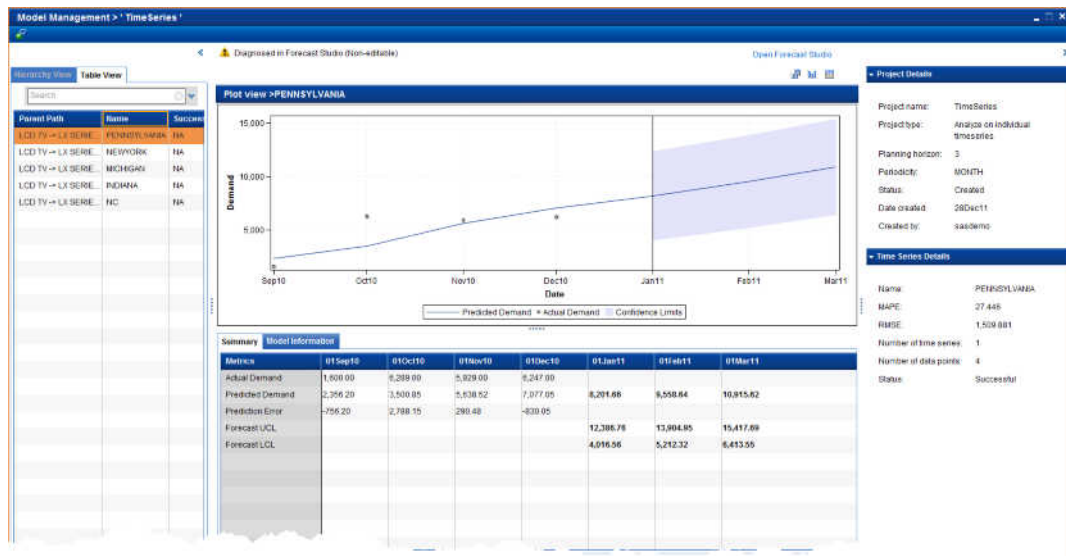 Model Management > ' TimeSeries '
Diagnosed in Forecast Studio (Non-editable)
Open Forecast Studio
Hierarchy View Table View
Search
Parent Path Name Success
LCD TV -> LX SERIE... PENNSYLVANIA NA
LCD TV -> LX SERIE... NEWYORK NA
LCD TV -> LX SERIE... MICHIGAN NA
LCD TV -> LX SERIE... INDIANA NA
LCD TV -> LX SERIE... NC NA
Plot view >PENNSYLVANIA
15,000
10,000
5,000
Demand
Sep10 Oct10 Nov10 Dec10 Jan11 Feb11 Mar11
Date
Predicted Demand Actual Demand Confidence Limits
Summary Model Information
Metrics 01Sep10 01Oct10 01Nov10 01Dec10 01Jan11 01Feb11 01Mar11
Actual Demand 1,600.00 6,289.00 5,929.00 6,247.00
Predicted Demand 2,356.20 3,500.85 5,638.52 7,077.05 8,201.66 9,558.64 10,915.62
Prediction Error -756.20 2,788.15 290.48 -830.05
Forecast UCL 12,386.76 13,904.95 15,417.69
Forecast LCL 4,016.56 5,212.32 6,413.55
Project Details
Project name: TimeSeries
Project type: Analyze on individual
timeseries
Planning horizon: 3
Periodicity: MONTH
Status: Created
Date created: 28Dec11
Created by: sasdemo
Time Series Details
Name: PENNSYLVANIA
MAPE: 27.446
RMSE: 1,509.881
Number of time series: 1
Number of data points: 4
Status: Successful